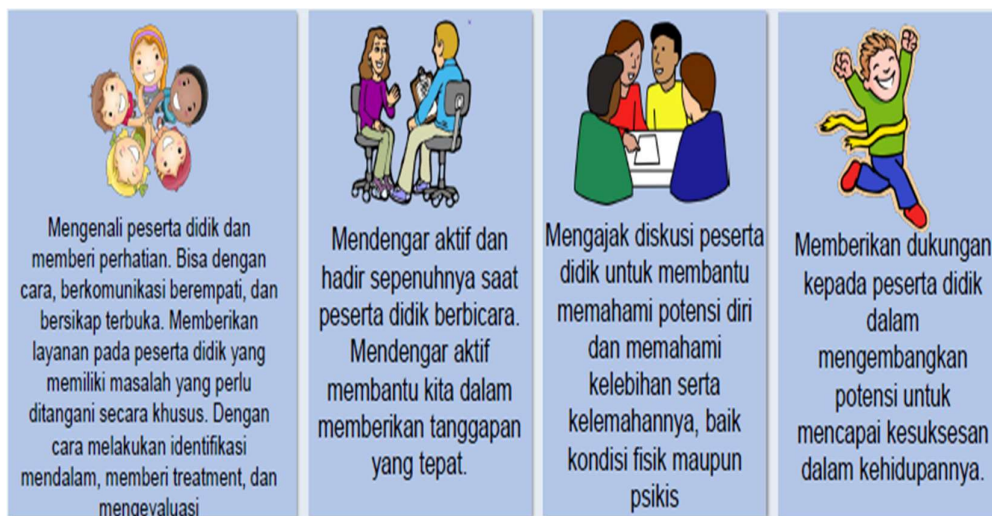 Mengenali peserta didik dan
memberi perhatian. Bisa dengan
cara, berkomunikasi berempati, dan
bersikap terbuka. Memberikan
layanan pada peserta didik yang
memiliki masalah yang perlu
ditangani secara khusus. Dengan
cara melakukan identifikasi
mendalam, memberi treatment, dan
mengevaluasi
Mendengar aktif dan
hadir sepenuhnya saat
peserta didik berbicara.
Mendengar aktif
membantu kita dalam
memberikan tanggapan
yang tepat.
Mengajak diskusi peserta
didik untuk membantu
memahami potensi diri
dan memahami
kelebihan serta
kelemahannya, baik
kondisi fisik maupun
psikis
Memberikan dukungan
kepada peserta didik
dalam
mengembangkan
potensi untuk
mencapai kesuksesan
dalam kehidupannya.